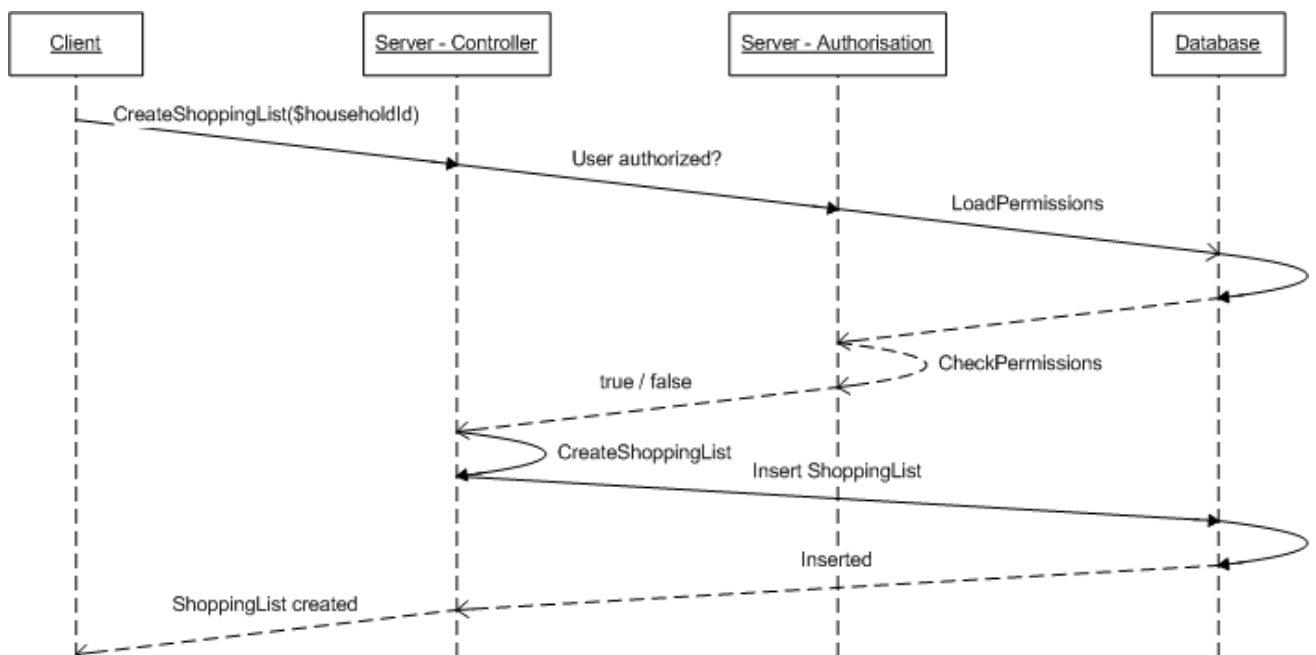 Client
Server - Controller
Server - Authorisation
Database
CreateShoppingList($householdId)
User authorized?
LoadPermissions
CheckPermissions
true / false
CreateShoppingList
Insert ShoppingList
Inserted
ShoppingList created